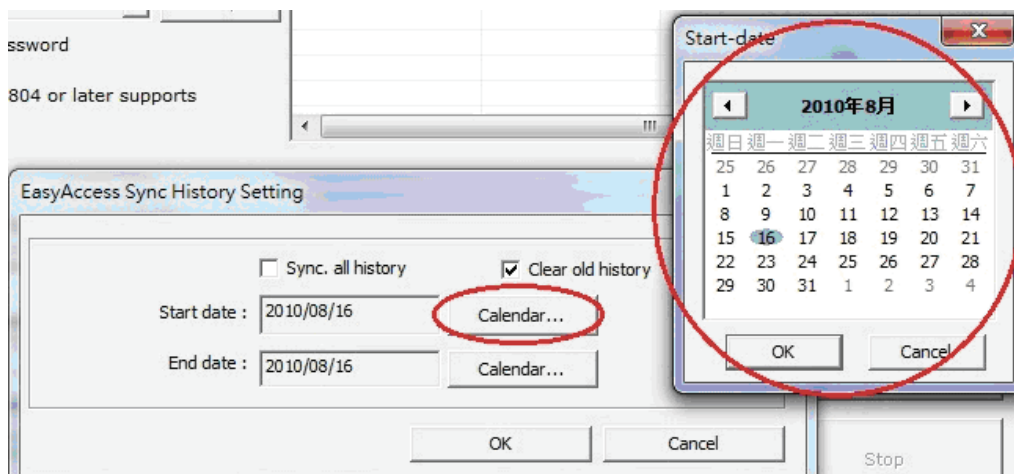 ssword
804 or later supports
EasyAccess Sync History Setting
Sync. all history
Clear old history
Start date :
2010/08/16
Calendar...
End date :
2010/08/16
Calendar...
OK
Cancel
Start-date
2010年8月
週日 週一 週二 週三 週四 週五 週六
25 26 27 28 29 30 31
1 2 3 4 5 6 7
8 9 10 11 12 13 14
15 16 17 18 19 20 21
22 23 24 25 26 27 28
29 30 31 1 2 3 4
OK
Cancel
Stop